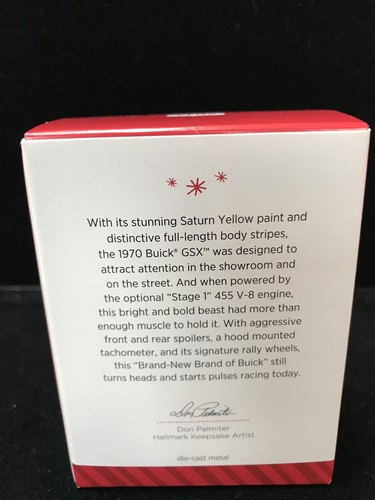 With its stunning Saturn Yellow paint and
distinctive full-length body stripes,
the 1970 Buick® GSX™ was designed to
attract attention in the showroom and
on the street. And when powered by
the optional “Stage 1” 455 V-8 engine,
this bright and bold beast had more than
enough muscle to hold it. With aggressive
front and rear spoilers, a hood mounted
tachometer, and its signature rally wheels,
this “Brand-New Brand of Buick” still
turns heads and starts pulses racing today.
Don Palmiter
Don Palmiter
Hallmark Keepsake Artist
die-cast metal